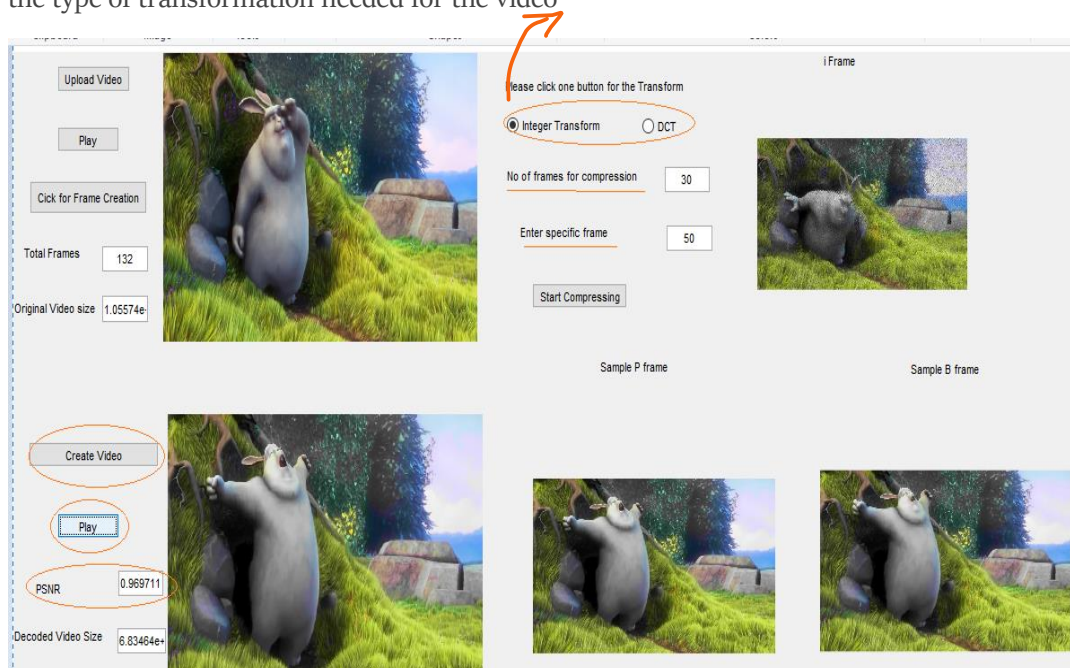 the type of transformation needed for the video
Upload Video
Play
Cick for Frame Creation
Total Frames 132
Original Video size 1.05574e-
Please click one button for the Transform
Integer Transform DCT
No of frames for compression 30
Enter specific frame 50
Start Compressing
i Frame
Sample P frame
Sample B frame
Create Video
Play
PSNR 0.969711
Decoded Video Size 6.83464e+